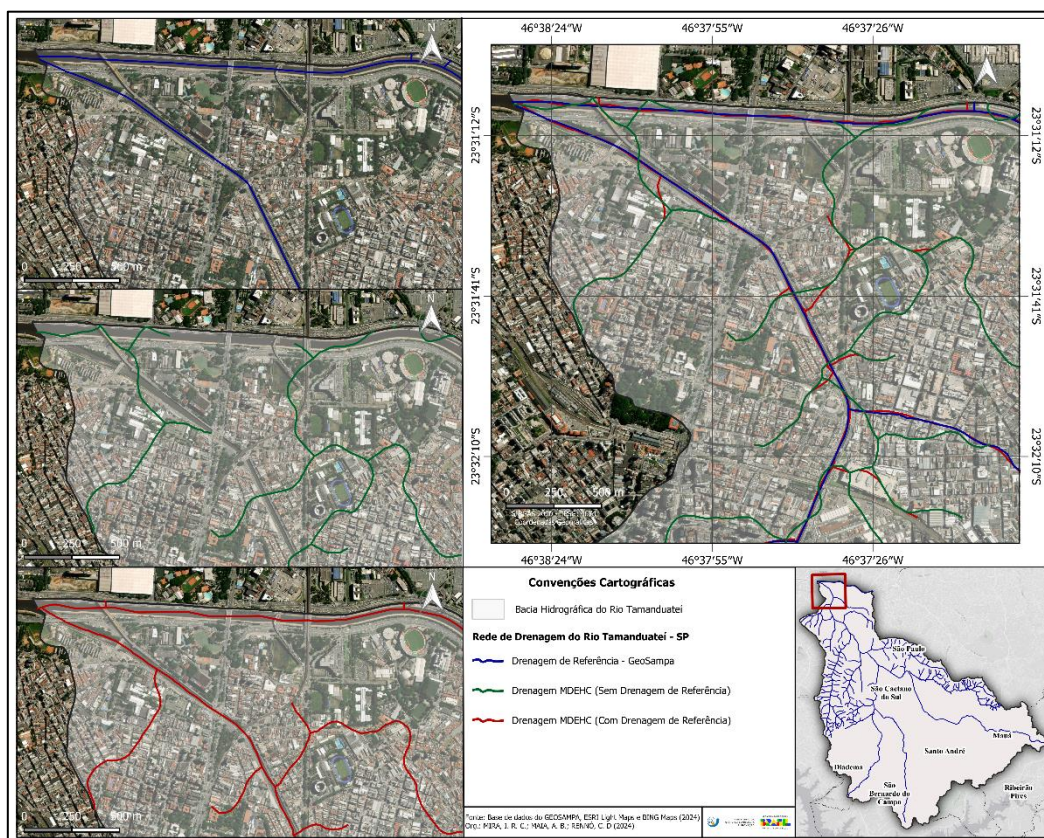 46°38'24"W 46°37'55"W 46°37'26"W
N
0 250 500 m
N
0 250 500 m
N
0 250 500 m
23°31'12"S
23°31'41"S
23°32'10"S
23°31'12"S
23°31'41"S
23°32'10"S
0 250 500 m
46°38'24"W 46°37'55"W 46°37'26"W
Convenções Cartográficas
Bacia Hidrográfica do Rio Tamanduateí
Rede de Drenagem do Rio Tamanduateí - SP
Drenagem de Referência - GeoSampa
Drenagem MDEHC (Sem Drenagem de Referência)
Drenagem MDEHC (Com Drenagem de Referência)
Fonte: Base de dados do GEOSAMPA, ESRI Light Maps e BING Maps (2024)
Org.: MIRA, I. R. C.; MAIA, A. B.; RENNÓ, C. D (2024)
São Paulo
São Caetano
do Sul
Mauá
Santo André
Diadema
São
Bernardo do
Campo
Ribeirão
Pires